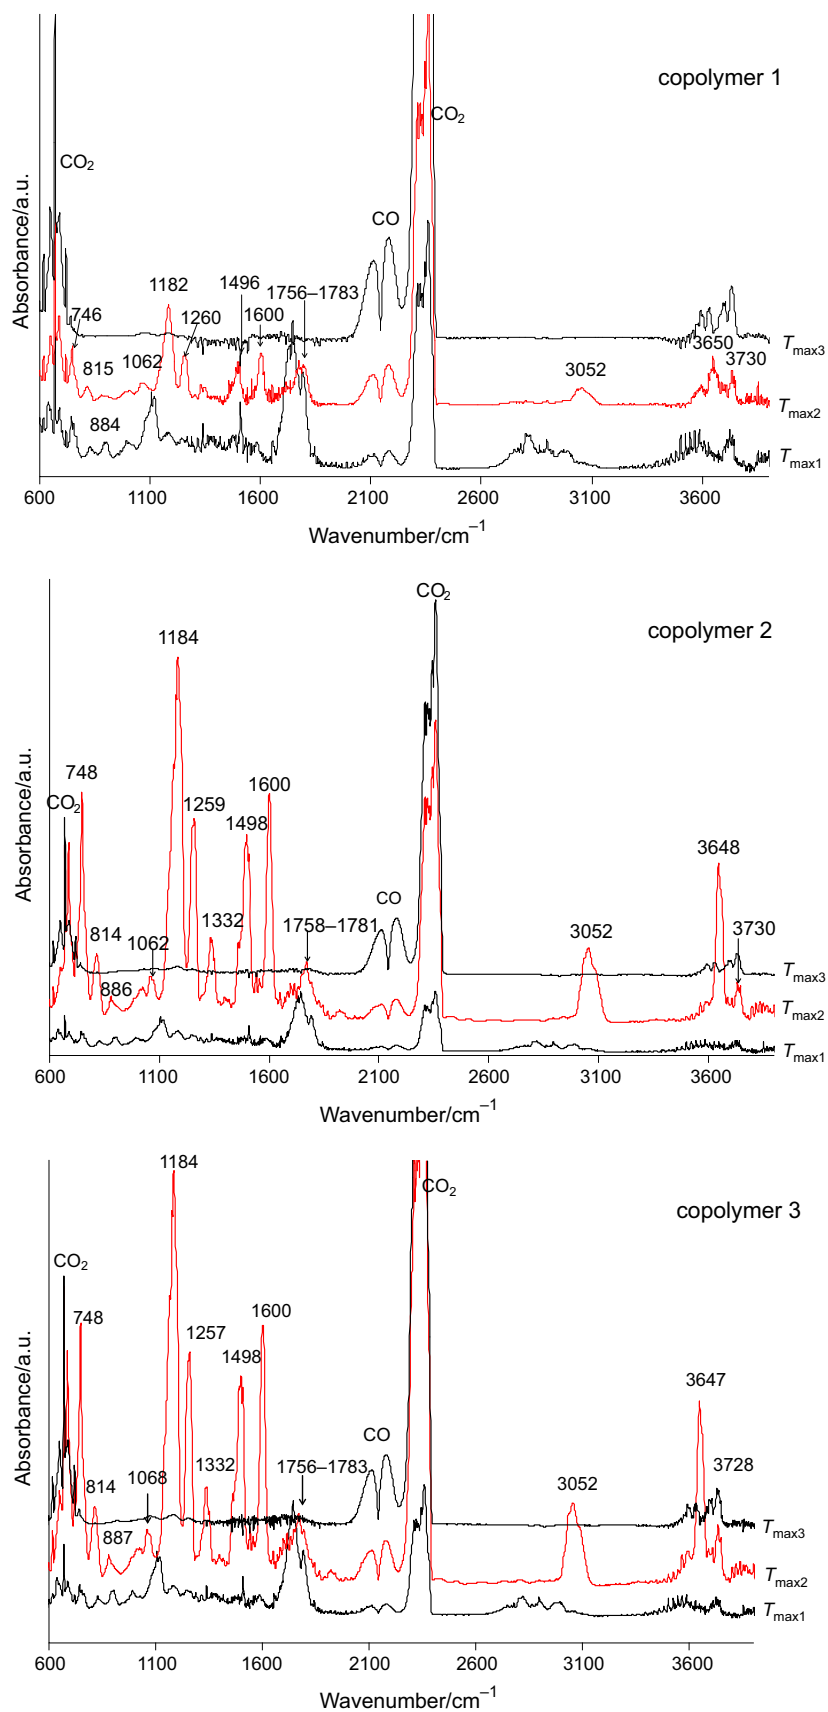 copolymer 1
CO2
CO2
CO
1182
1496
1756–1783
746
1260
1600
815
1062
884
3052
3650
3730
Tmax3
Tmax2
Tmax1
Absorbance/a.u.
600 1100 1600 2100 2600 3100 3600
Wavenumber/cm–1
CO2
copolymer 2
1184
748
CO2
1259
1600
1498
814
1062
1332
1758–1781
CO
886
3052
3648
3730
Tmax3
Tmax2
Tmax1
Absorbance/a.u.
600 1100 1600 2100 2600 3100 3600
Wavenumber/cm–1
1184
CO2
copolymer 3
CO2
748
1257
1600
1498
814
1068
1332
1756–1783
CO
887
3052
3647
3728
Tmax3
Tmax2
Tmax1
Absorbance/a.u.
600 1100 1600 2100 2600 3100 3600
Wavenumber/cm–1